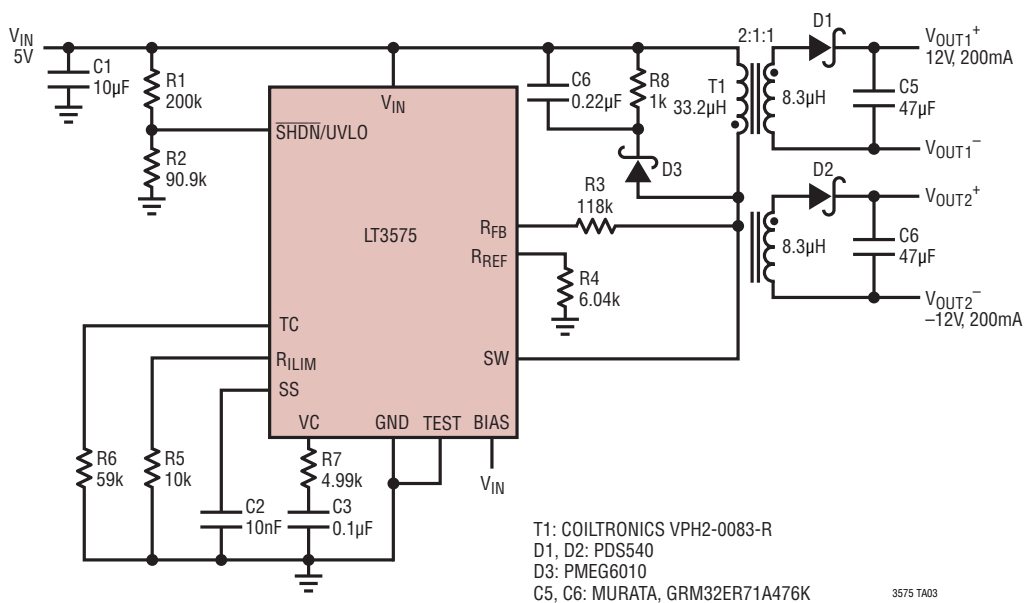 VIN
5V
C1
10µF
R1
200k
R2
90.9k
VIN
SHDN/UVLO
LT3575
RFB
RREF
TC
RILIM
SS
SW
VC
GND
TEST
BIAS
VIN
C6
0.22µF
R8
1k
D3
R3
118k
R4
6.04k
2:1:1
T1
33.2µH
8.3µH
D1
C5
47µF
VOUT1+
12V, 200mA
VOUT1–
8.3µH
D2
C6
47µF
VOUT2+
VOUT2–
–12V, 200mA
R6
59k
R5
10k
C2
10nF
R7
4.99k
C3
0.1µF
T1: COILTRONICS VPH2-0083-R
D1, D2: PDS540
D3: PMEG6010
C5, C6: MURATA, GRM32ER71A476K
3575 TA03